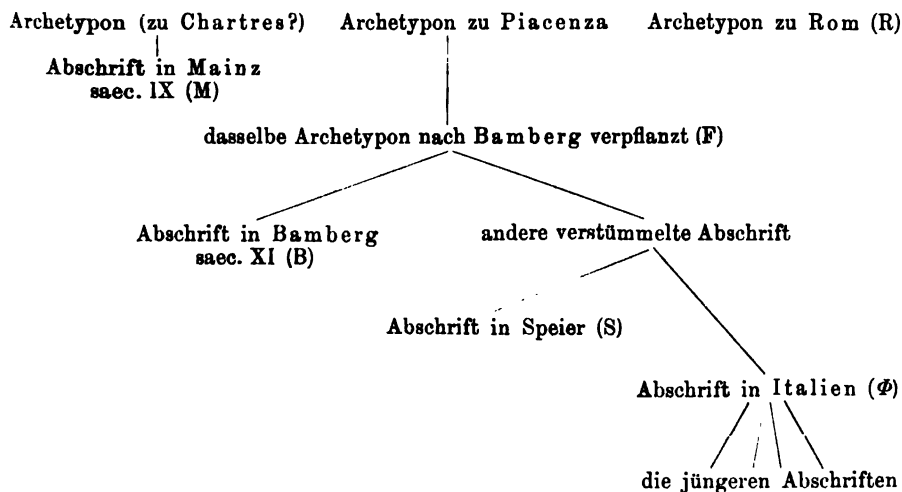 Archetypon (zu Chartres?) Archetypon zu Piacenza Archetypon zu Rom (R)
Abschrift in Mainz
saec. IX (M)
dasselbe Archetypon nach Bamberg verpflanzt (F)
Abschrift in Bamberg andere verstümmelte Abschrift
saec. XI (B)
Abschrift in Speier (S)
Abschrift in Italien (Φ)
die jüngeren Abschriften